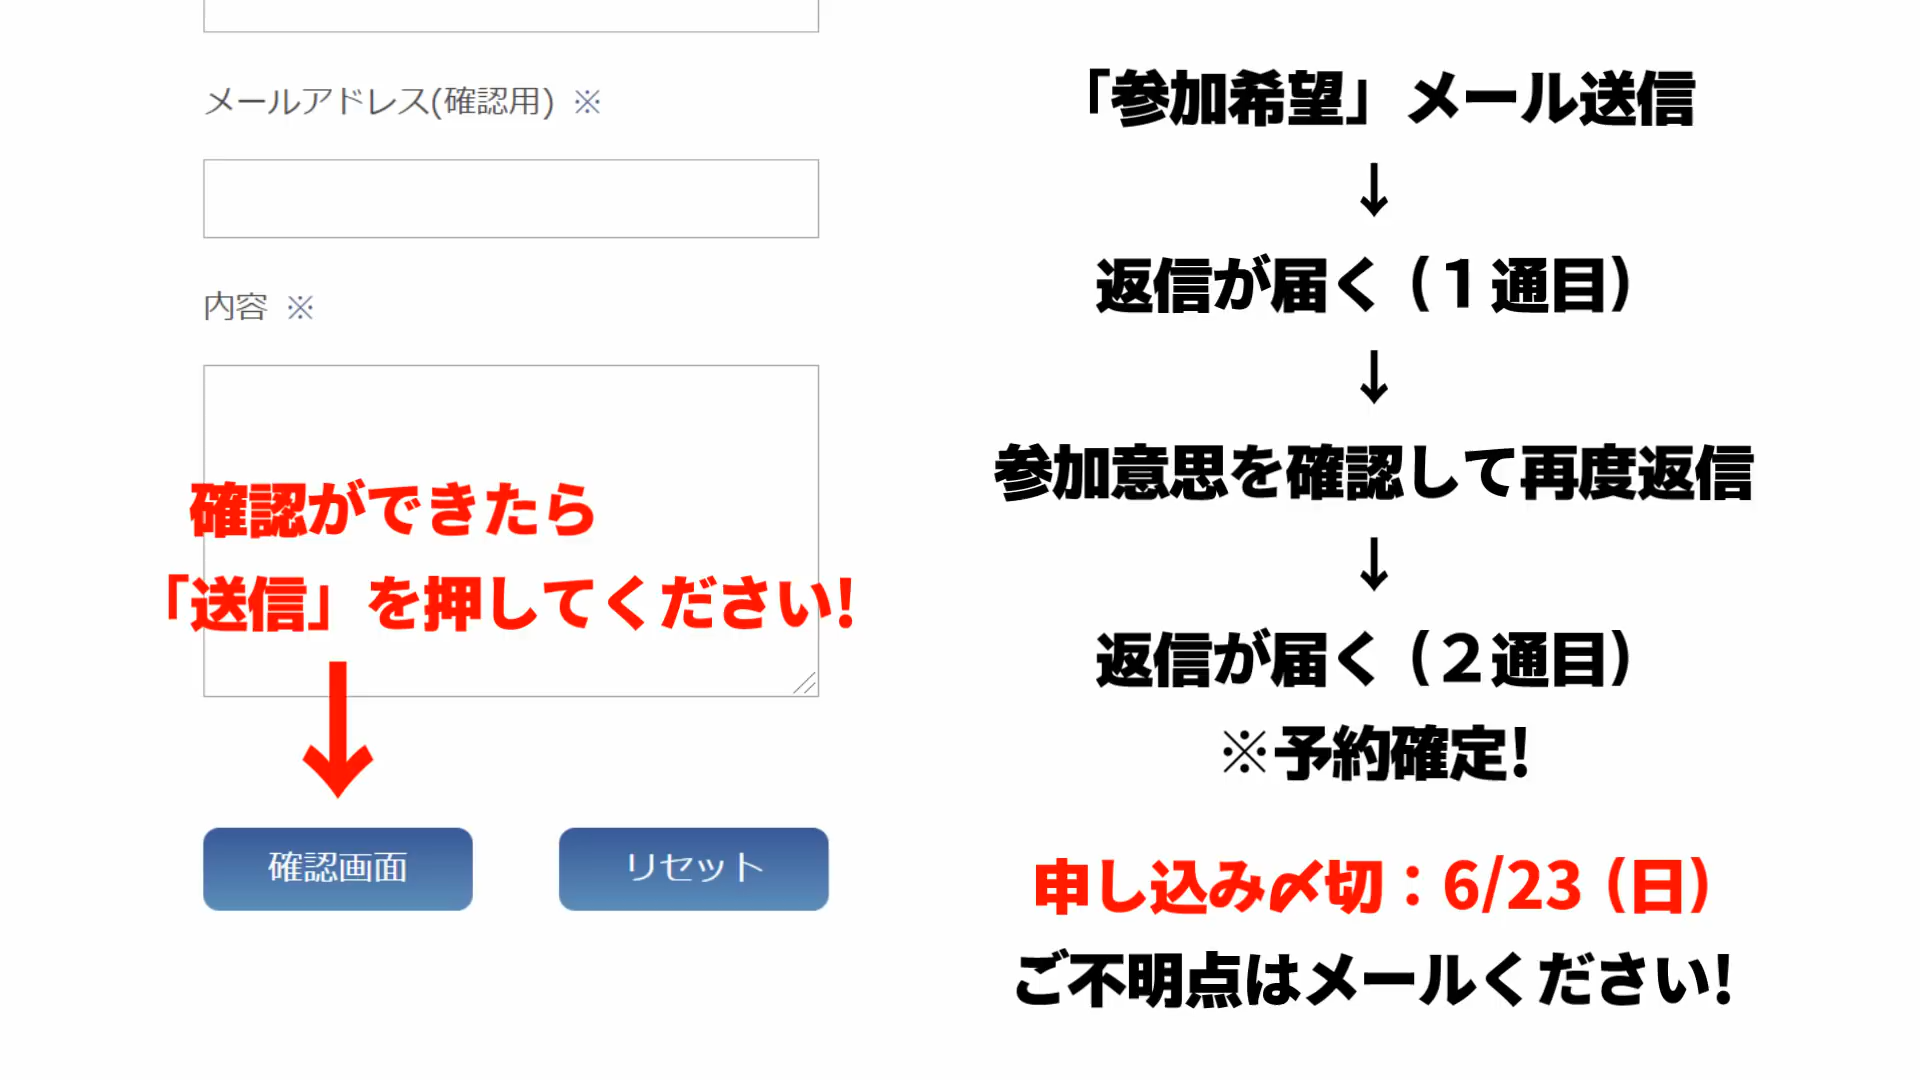 メールアドレス(確認用) ※
内容 ※
確認ができたら
「送信」を押してください!
↓
確認画面
リセット
「参加希望」メール送信
↓
返信が届く（１通目）
↓
参加意思を確認して再度返信
↓
返信が届く（２通目）
※予約確定!
申し込み〆切：6/23（日）
ご不明点はメールください!